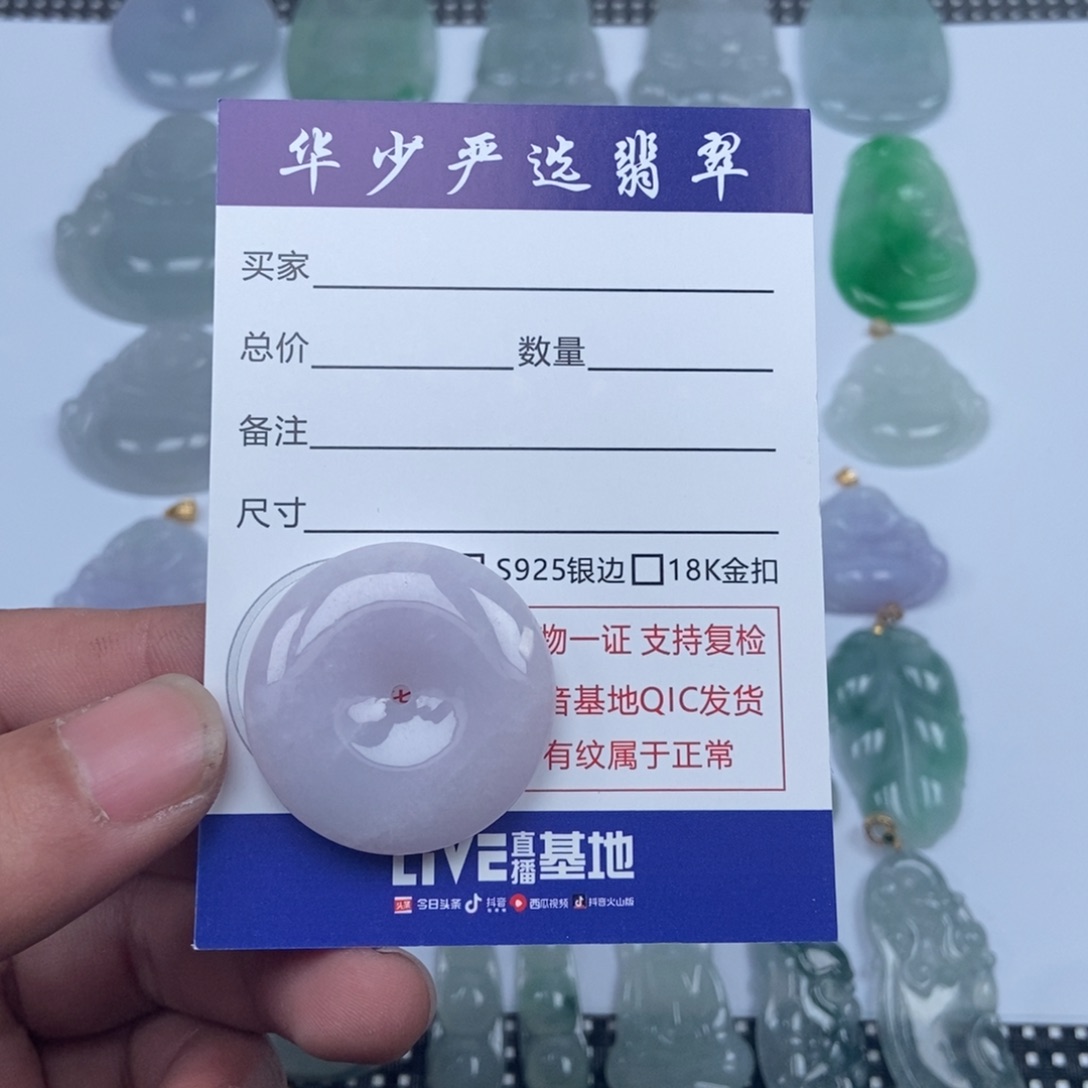 华少严选翡翠
买家
总价 数量
备注
尺寸
S925银边 18K金扣
物一证 支持复检
音基地QIC发货
有纹属于正常
七
LIVE直播基地
头条 今日头条 抖音 西瓜视频 抖音火山版